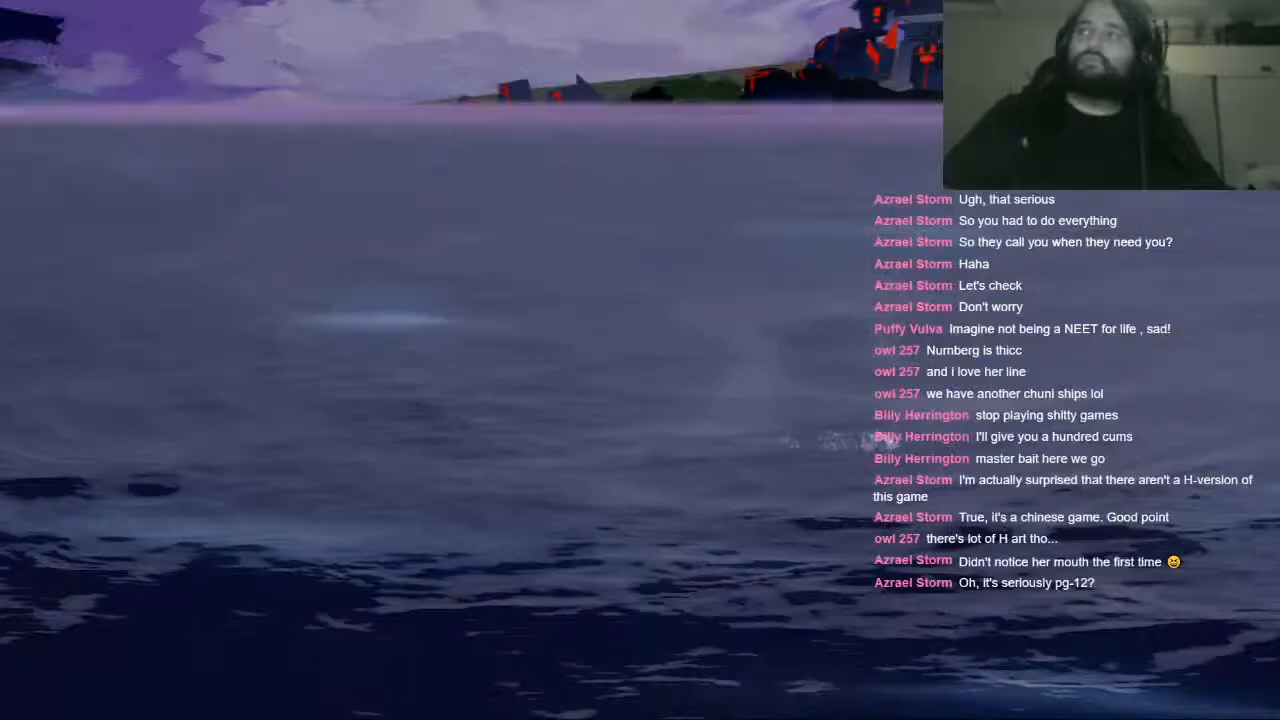 Azrael Storm Ugh, that serious
Azrael Storm So you had to do everything
Azrael Storm So they call you when they need you?
Azrael Storm Haha
Azrael Storm Let's check
Azrael Storm Don't worry
Puffy Vulva Imagine not being a NEET for life , sad!
owl 257 Nurnberg is thicc
owl 257 and i love her line
owl 257 we have another chuni ships lol
Billy Herrington stop playing shitty games
Billy Herrington I'll give you a hundred cums
Billy Herrington master bait here we go
Azrael Storm I'm actually surprised that there aren't a H-version of
this game
Azrael Storm True, it's a chinese game. Good point
owl 257 there's lot of H art tho...
Azrael Storm Didn't notice her mouth the first time 😆
Azrael Storm Oh, it's seriously pg-12?